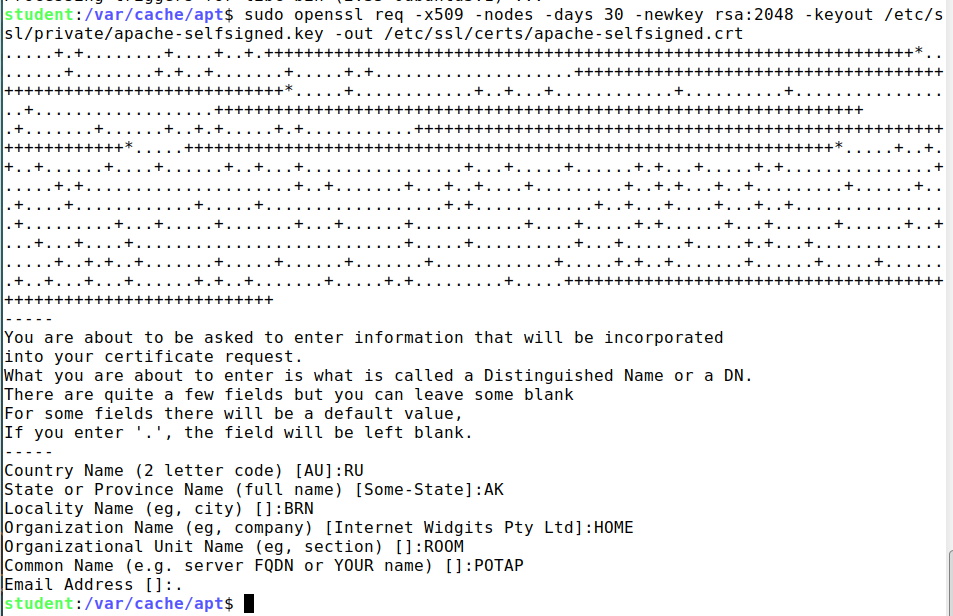 student:/var/cache/apt$ sudo openssl req -x509 -nodes -days 30 -newkey rsa:2048 -keyout /etc/s
sl/private/apache-selfsigned.key -out /etc/ssl/certs/apache-selfsigned.crt
-----
You are about to be asked to enter information that will be incorporated
into your certificate request.
What you are about to enter is what is called a Distinguished Name or a DN.
There are quite a few fields but you can leave some blank
For some fields there will be a default value,
If you enter '.', the field will be left blank.
-----
Country Name (2 letter code) [AU]:RU
State or Province Name (full name) [Some-State]:AK
Locality Name (eg, city) []:BRN
Organization Name (eg, company) [Internet Widgits Pty Ltd]:HOME
Organizational Unit Name (eg, section) []:ROOM
Common Name (e.g. server FQDN or YOUR name) []:POTAP
Email Address []:.
student:/var/cache/apt$